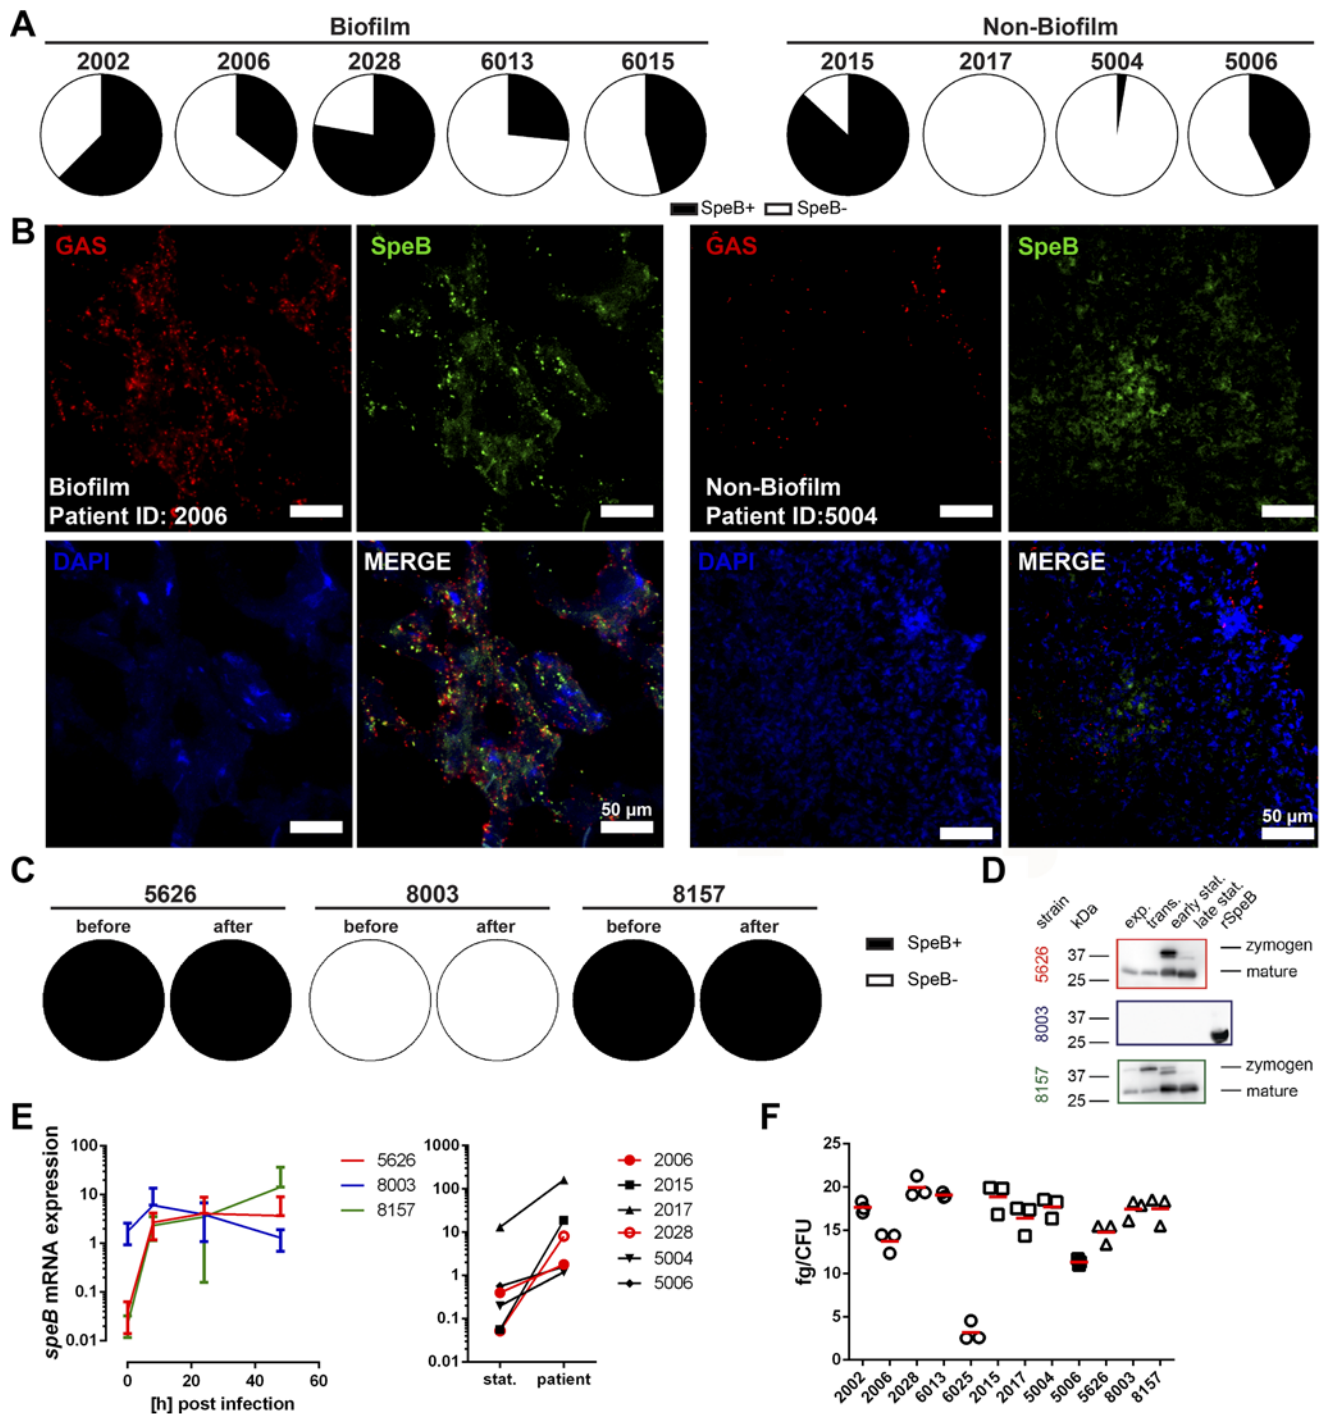 A
Biofilm
Non-Biofilm
2002 2006 2028 6013 6015
2015 2017 5004 5006
SpeB+ SpeB-
B
GAS
SpeB
GAS
SpeB
Biofilm
Patient ID: 2006
Non-Biofilm
Patient ID:5004
DAPI
MERGE
50 µm
DAPI
MERGE
50 µm
C
5626 8003 8157
before after before after before after
SpeB+
SpeB-
D
strain kDa exp. trans. early stat. late stat. rSpeB
5626
37
25
zymogen
mature
8003
37
25
8157
37
25
zymogen
mature
E
speB mRNA expression
100
10
1
0.1
0.01
0 20 40 60
[h] post infection
5626
8003
8157
1000
100
10
1
0.1
0.01
stat. patient
2006
2015
2017
2028
5004
5006
F
fg/CFU
25
20
15
10
5
0
2002 2006 2028 6013 6025 2015 2017 5004 5006 5626 8003 8157